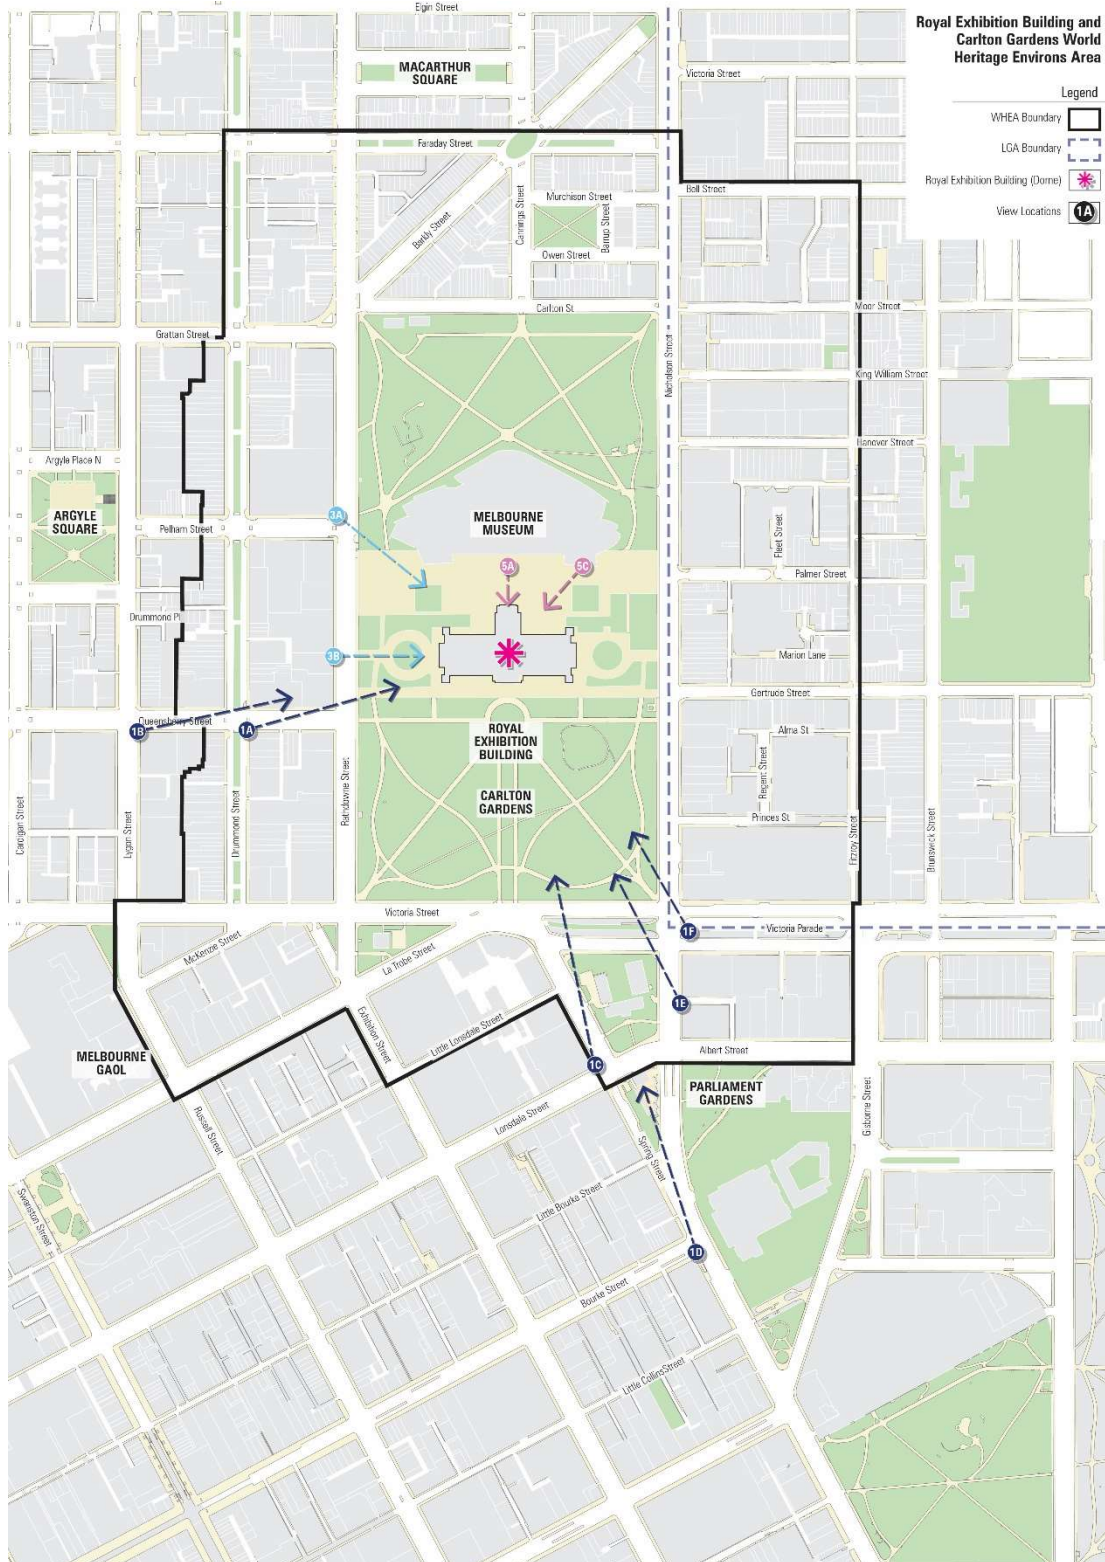 Elgin Street
Royal Exhibition Building and
Carlton Gardens World
Heritage Environs Area
MACARTHUR
SQUARE
Victoria Street
Legend
WHEA Boundary
LGA Boundary
Royal Exhibition Building (Dome)
View Locations
1A
Faraday Street
Murchison Street
Bell Street
Barkly Street
Cannings Street
Barrup Street
Owen Street
Carlton St
Moor Street
Grattan Street
Nicholson Street
King William Street
Hanover Street
Argyle Place N
ARGYLE
SQUARE
Pelham Street
3A
MELBOURNE
MUSEUM
Fleet Street
5A
5C
Palmer Street
Drummond Pl
3B
Marion Lane
Gertrude Street
Queensberry Street
1B
1A
ROYAL
EXHIBITION
BUILDING
Alma St
Regent Street
CARLTON
GARDENS
Cardigan Street
Lygon Street
Drummond Street
Rathdowne Street
Princes St
Fitzroy Street
Brunswick Street
Victoria Street
1F
Victoria Parade
McKenzie Street
La Trobe Street
1E
Exhibition Street
Little Lonsdale Street
MELBOURNE
GAOL
1C
Albert Street
PARLIAMENT
GARDENS
Russell Street
Lonsdale Street
Spring Street
Gisborne Street
Swanston Street
Little Bourke Street
1D
Bourke Street
Little CollinsStreet